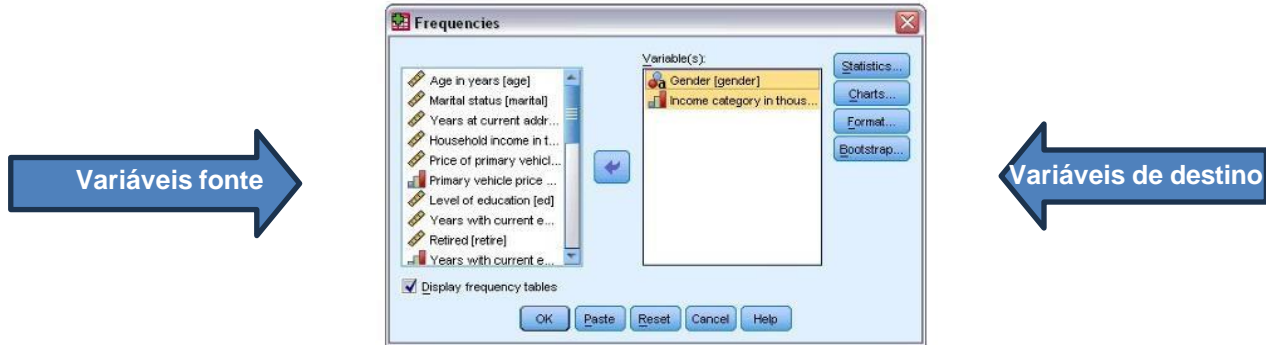 Frequencies
Variáveis fonte
Age in years [age]
Marital status [marital]
Years at current addr...
Household income in t...
Price of primary vehicl...
Primary vehicle price ...
Level of education [ed]
Years with current e...
Retired [retire]
Years with current e...
Variable(s):
Gender [gender]
Income category in thous...
Statistics...
Charts...
Format...
Bootstrap...
Display frequency tables
OK Paste Reset Cancel Help
Variáveis de destino